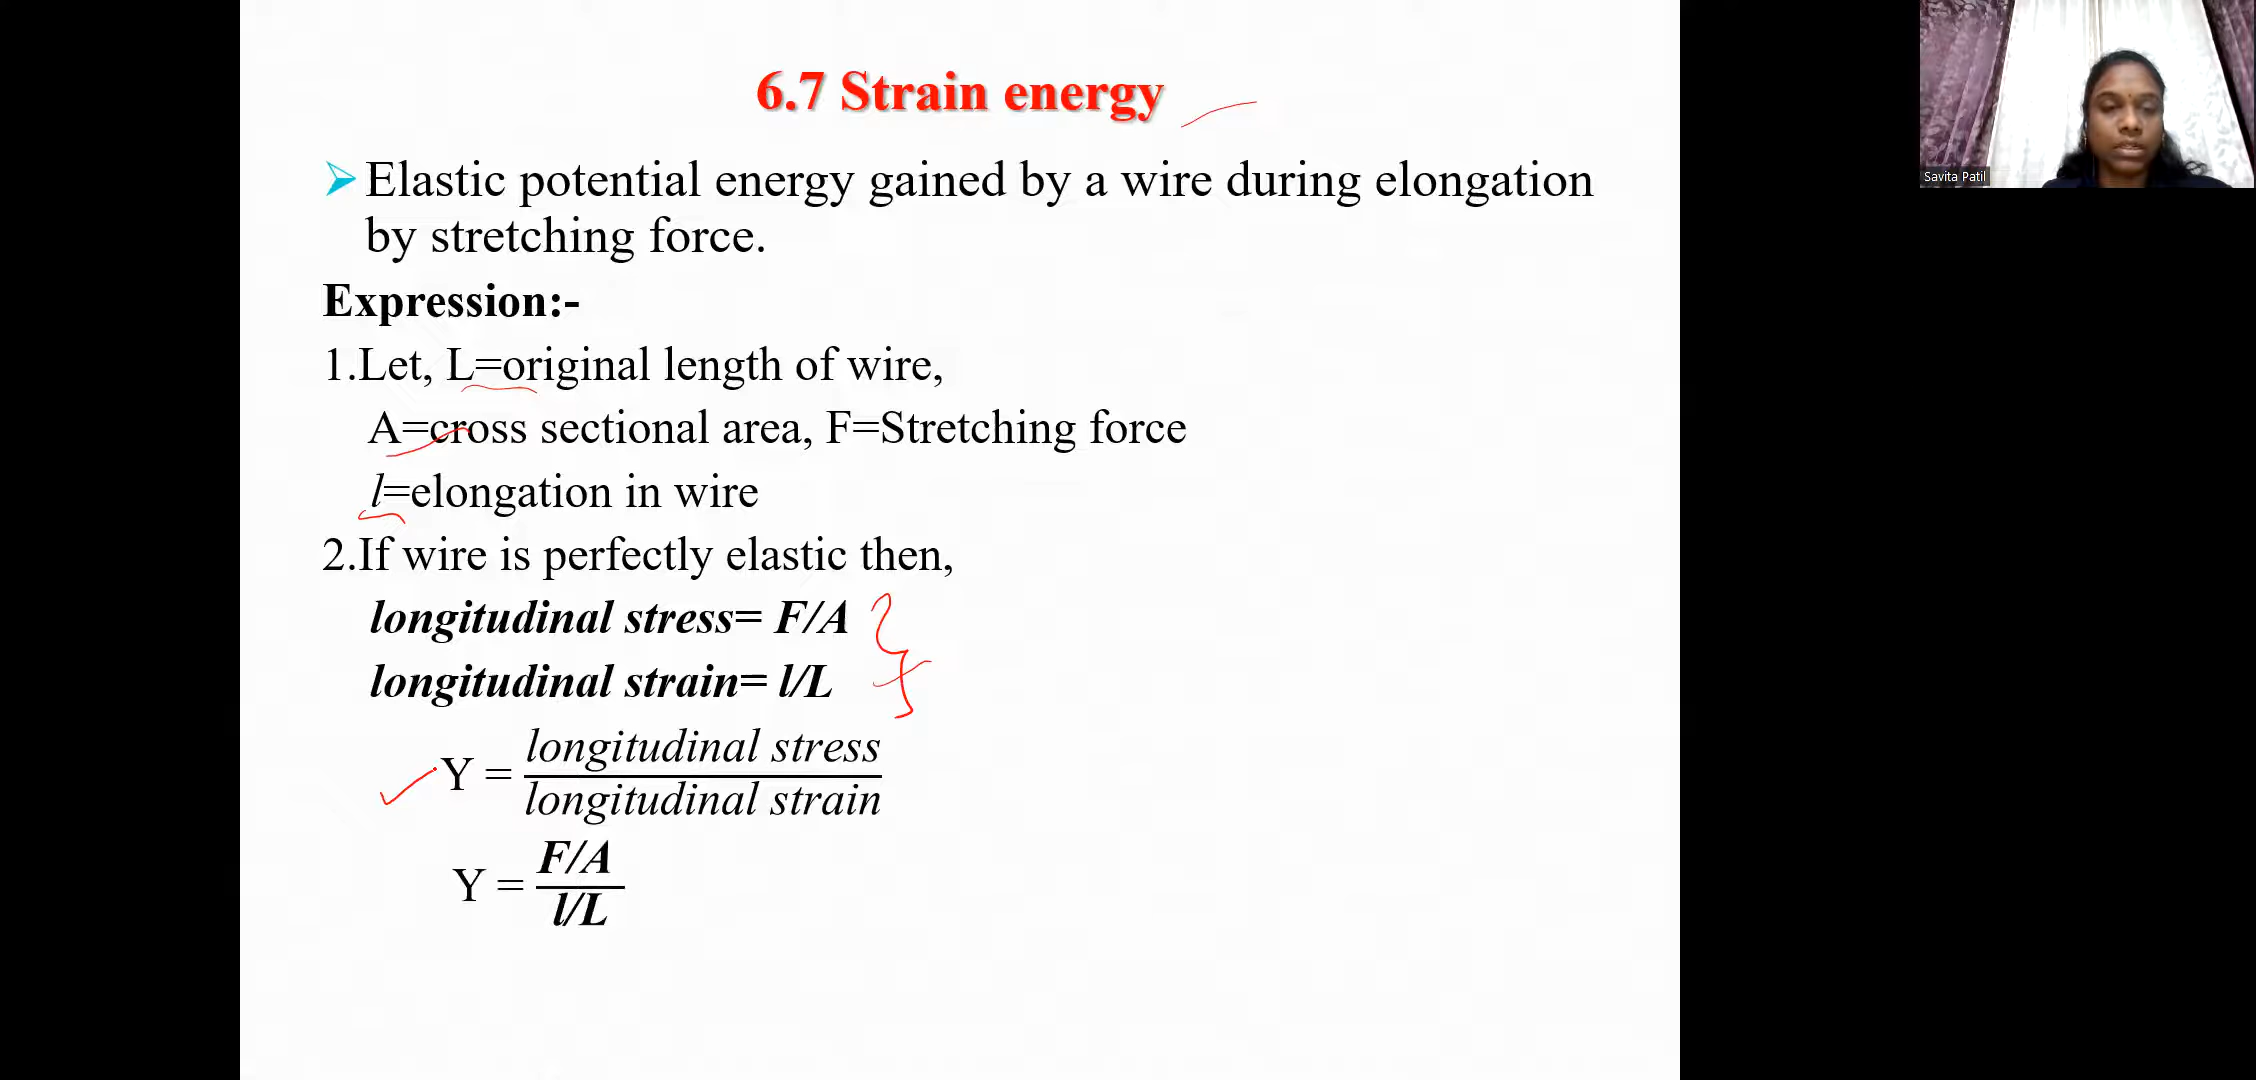 6.7 Strain energy
Elastic potential energy gained by a wire during elongation
by stretching force.
Expression:-
1.Let, L=original length of wire,
A=cross sectional area, F=Stretching force
l=elongation in wire
2.If wire is perfectly elastic then,
longitudinal stress= F/A
longitudinal strain= l/L
Y = longitudinal stress
longitudinal strain
Y = F/A
l/L
Savita Patil